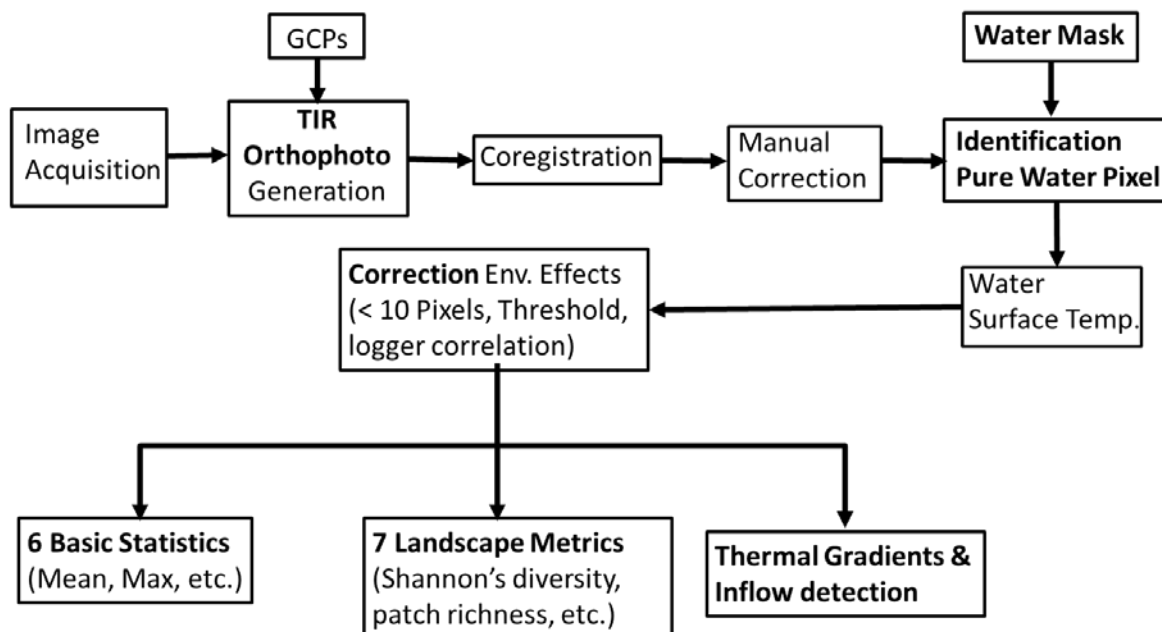 GCPs
Water Mask
Image
Acquisition
TIR
Orthophoto
Generation
Coregistration
Manual
Correction
Identification
Pure Water Pixel
Correction Env. Effects
(< 10 Pixels, Threshold,
logger correlation)
Water
Surface Temp.
6 Basic Statistics
(Mean, Max, etc.)
7 Landscape Metrics
(Shannon’s diversity,
patch richness, etc.)
Thermal Gradients &
Inflow detection